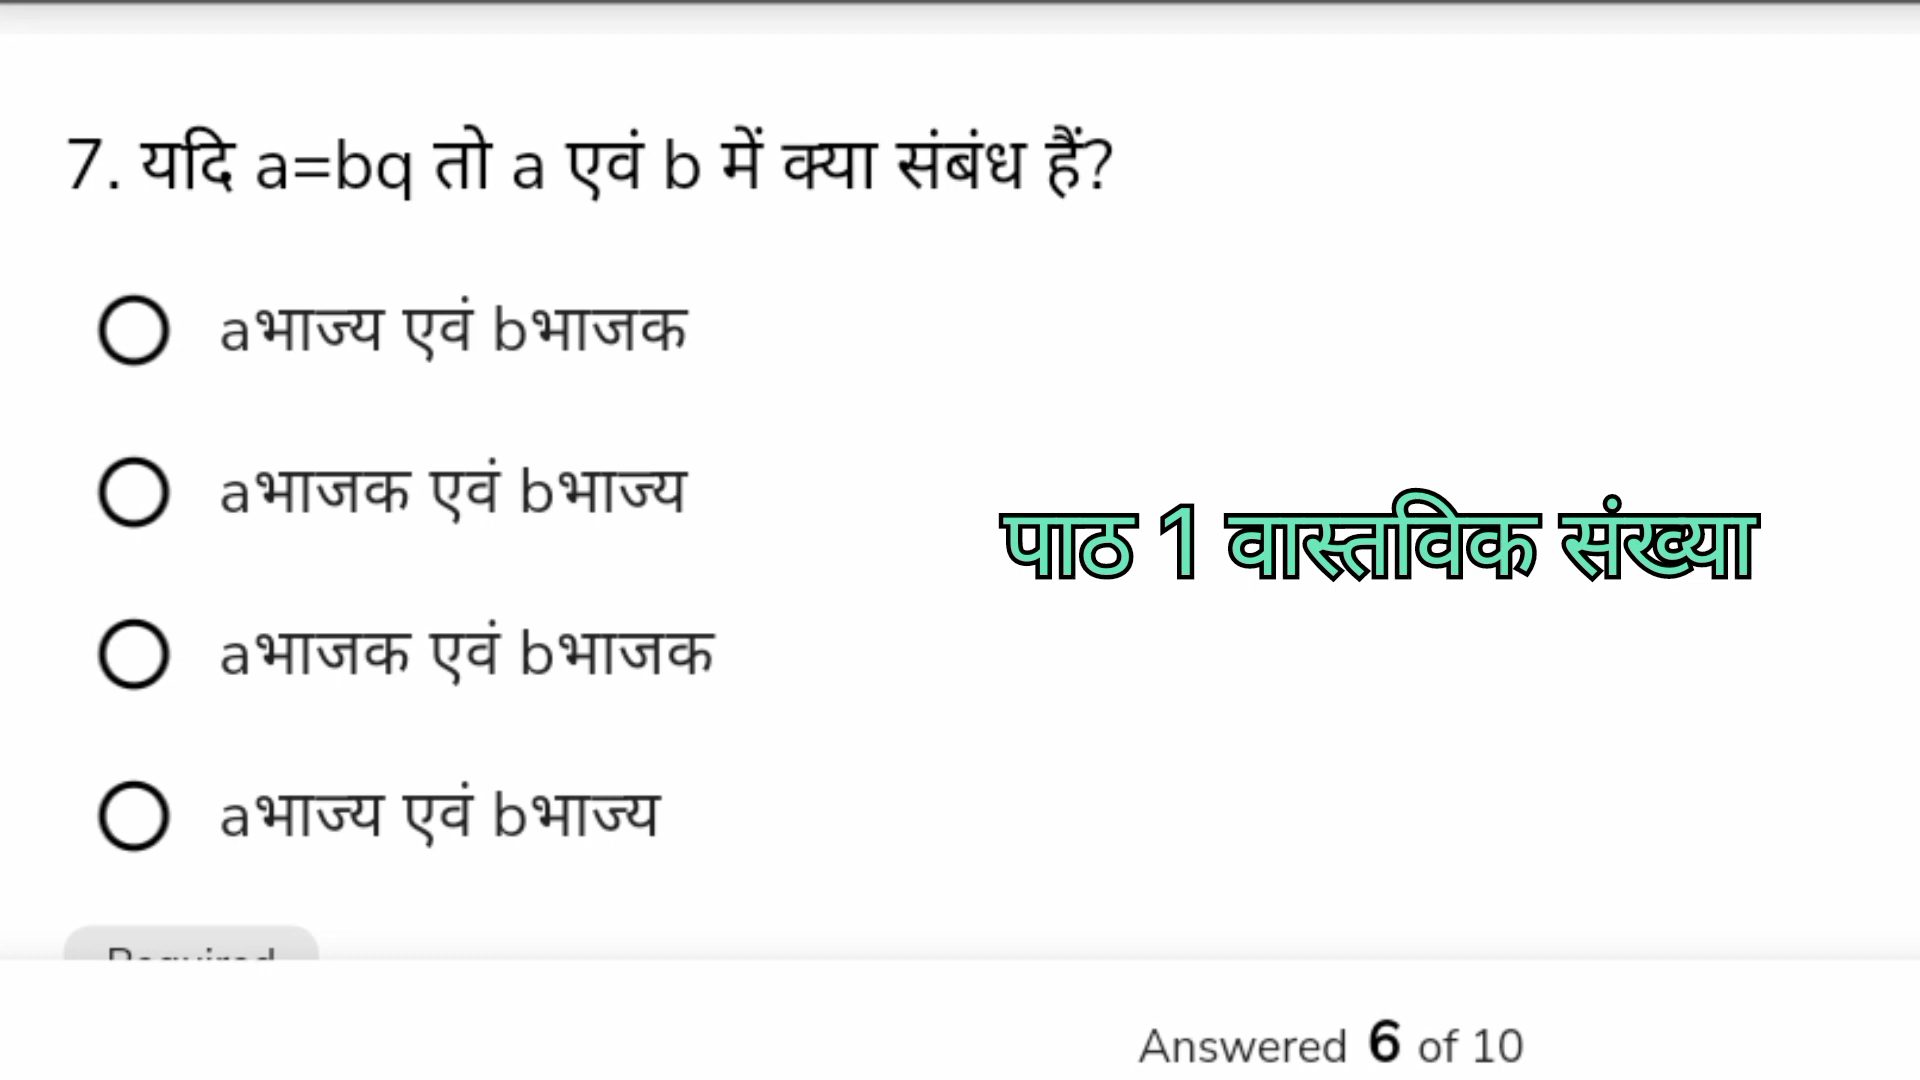 7. यदि a=bq तो a एवं b में क्या संबंध हैं?
aभाज्य एवं bभाजक
aभाजक एवं bभाज्य
पाठ 1 वास्तविक संख्या
aभाजक एवं bभाजक
aभाज्य एवं bभाज्य
Required
Answered 6 of 10